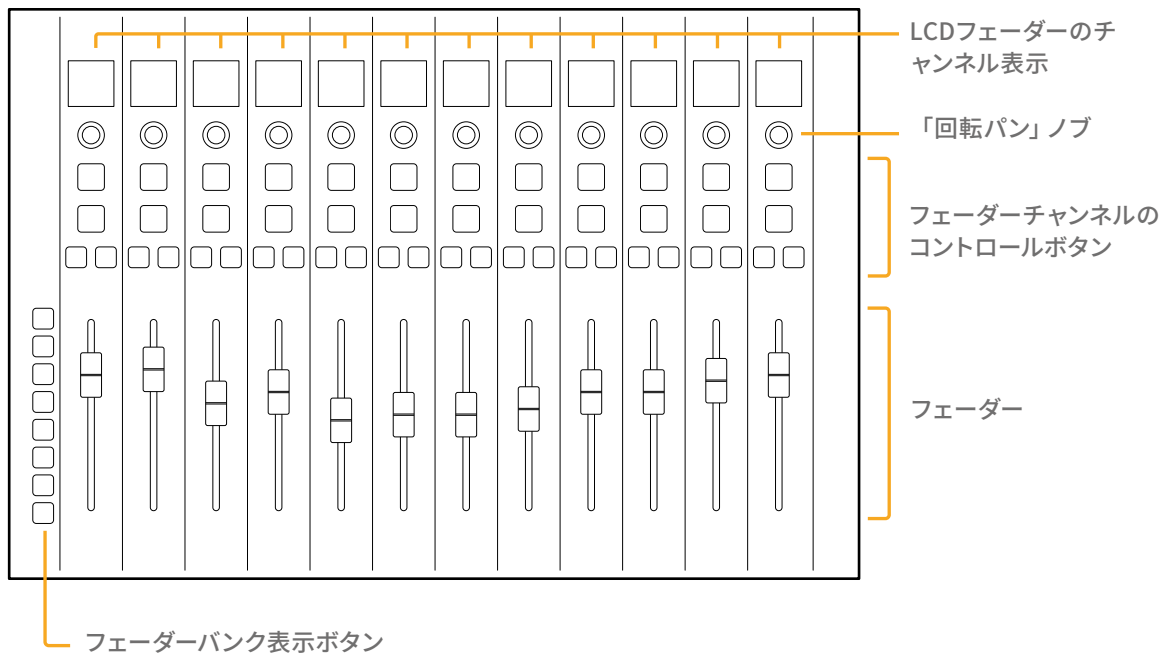 LCDフェーダーのチ
ャンネル表示
「回転パン」ノブ
フェーダーチャンネルの
コントロールボタン
フェーダー
フェーダーバンク表示ボタン